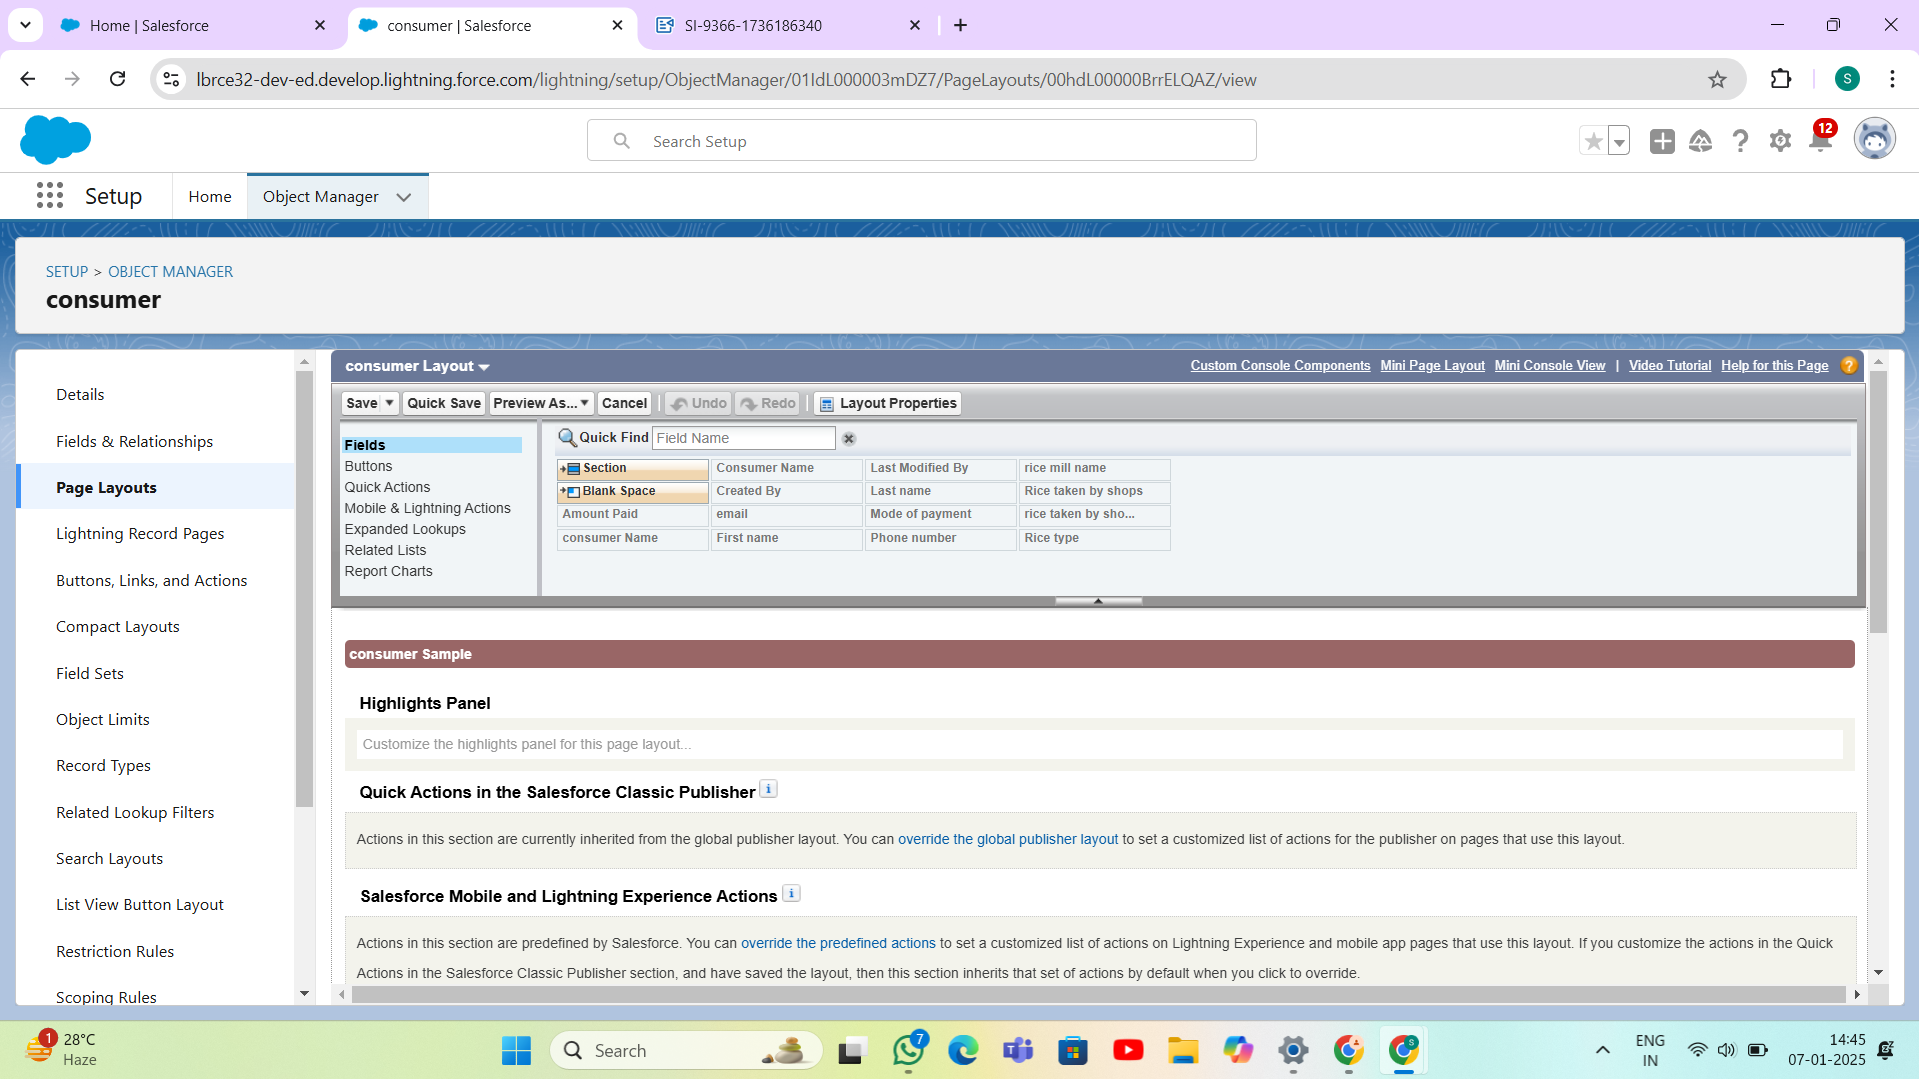 Home | Salesforce
consumer | Salesforce
SI-9366-1736186340
lbrce32-dev-ed.develop.lightning.force.com/lightning/setup/ObjectManager/01IdL000003mDZ7/PageLayouts/00hdL00000BrrELQAZ/view
S
Search Setup
12
Setup
Home
Object Manager
SETUP > OBJECT MANAGER
consumer
Details
Fields & Relationships
Page Layouts
Lightning Record Pages
Buttons, Links, and Actions
Compact Layouts
Field Sets
Object Limits
Record Types
Related Lookup Filters
Search Layouts
List View Button Layout
Restriction Rules
Scoping Rules
consumer Layout
Custom Console Components Mini Page Layout Mini Console View | Video Tutorial Help for this Page ?
Save Quick Save Preview As... Cancel Undo Redo Layout Properties
Fields
Buttons
Quick Actions
Mobile & Lightning Actions
Expanded Lookups
Related Lists
Report Charts
Quick Find Field Name
Section Consumer Name Last Modified By rice mill name
Blank Space Created By Last name Rice taken by shops
Amount Paid email Mode of payment rice taken by sho...
consumer Name First name Phone number Rice type
consumer Sample
Highlights Panel
Customize the highlights panel for this page layout...
Quick Actions in the Salesforce Classic Publisher i
Actions in this section are currently inherited from the global publisher layout. You can override the global publisher layout to set a customized list of actions for the publisher on pages that use this layout.
Salesforce Mobile and Lightning Experience Actions i
Actions in this section are predefined by Salesforce. You can override the predefined actions to set a customized list of actions on Lightning Experience and mobile app pages that use this layout. If you customize the actions in the Quick
Actions in the Salesforce Classic Publisher section, and have saved the layout, then this section inherits that set of actions by default when you click to override.
1
28°C
Haze
Search
7
S
ENG
IN
14:45
07-01-2025